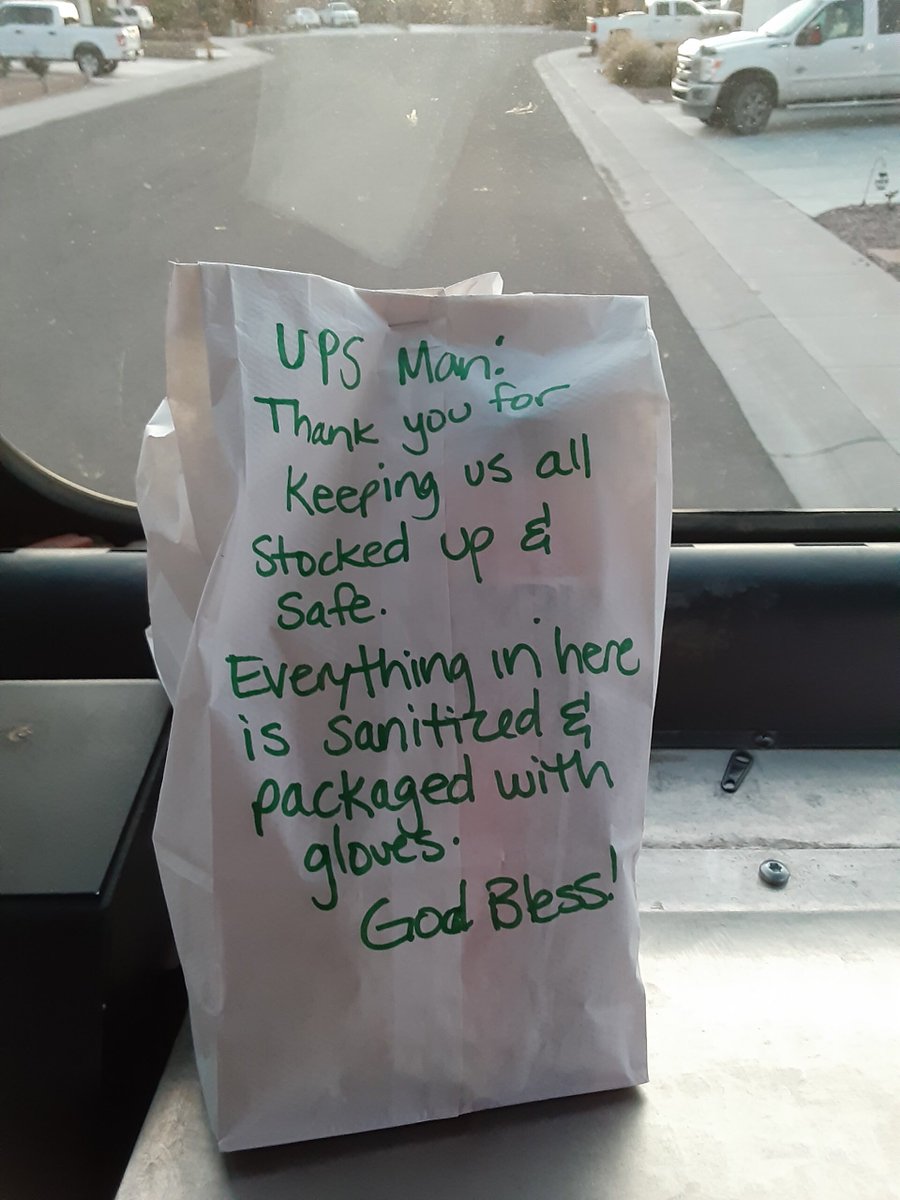 UPS Man:
Thank you for
Keeping us all
Stocked up &
Safe.
Everything in here
is sanitized &
packaged with
gloves.
God Bless!